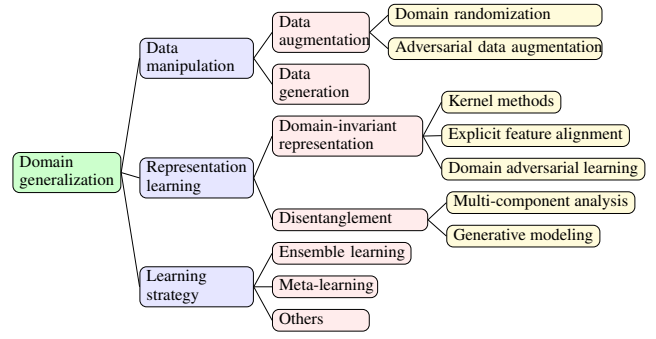 Domain
generalization
Data
manipulation
Data
augmentation
Domain randomization
Adversarial data augmentation
Data
generation
Representation
learning
Domain-invariant
representation
Kernel methods
Explicit feature alignment
Domain adversarial learning
Disentanglement
Multi-component analysis
Generative modeling
Learning
strategy
Ensemble learning
Meta-learning
Others